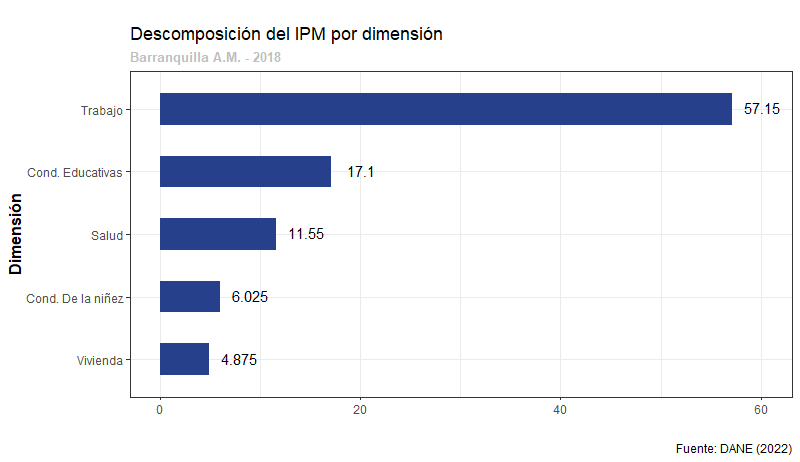 Descomposición del IPM por dimensión
Barranquilla A.M. - 2018
Dimensión
Trabajo
57.15
Cond. Educativas
17.1
Salud
11.55
Cond. De la niñez
6.025
Vivienda
4.875
0
20
40
60
Fuente: DANE (2022)